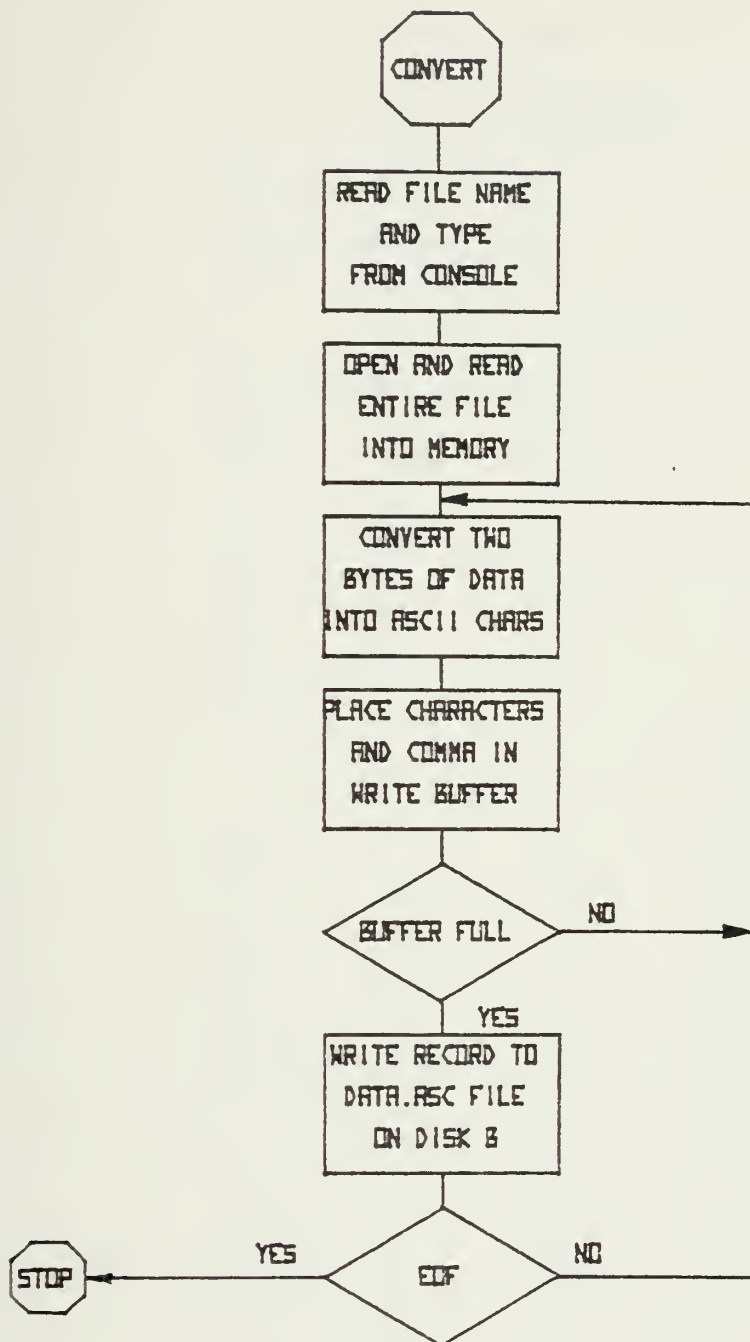 CONVERT
READ FILE NAME
AND TYPE
FROM CONSOLE
OPEN AND READ
ENTIRE FILE
INTO MEMORY
CONVERT TWO
BYTES OF DATA
INTO ASCII CHARS
PLACE CHARACTERS
AND COMMA IN
WRITE BUFFER
BUFFER FULL
NO
YES
WRITE RECORD TO
DATA.ASC FILE
ON DISK B
YES
NO
STOP
EOF